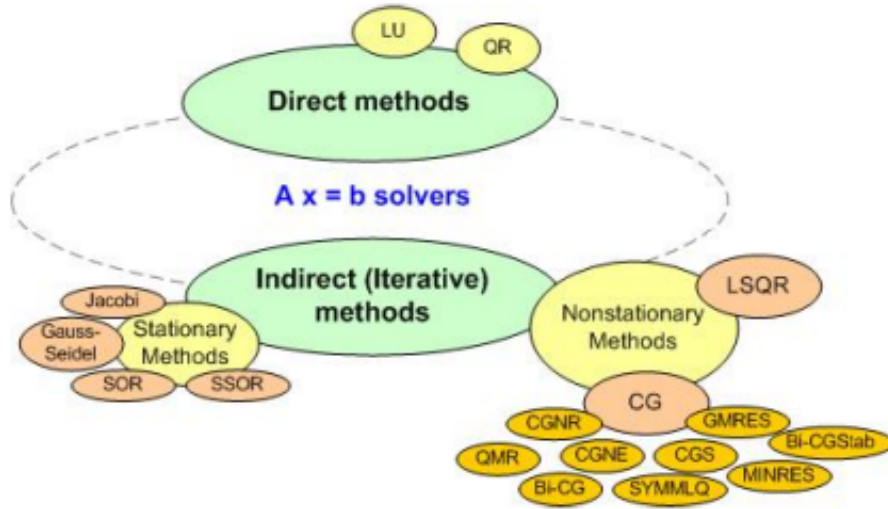 LU
QR
Direct methods
A x = b solvers
Indirect (Iterative)
methods
LSQR
Jacobi
Gauss-
Seidel
Stationary
Methods
Nonstationary
Methods
SOR
SSOR
CG
CGNR
GMRES
Bi-CGStab
QMR
CGNE
CGS
MINRES
Bi-CG
SYMMLQ